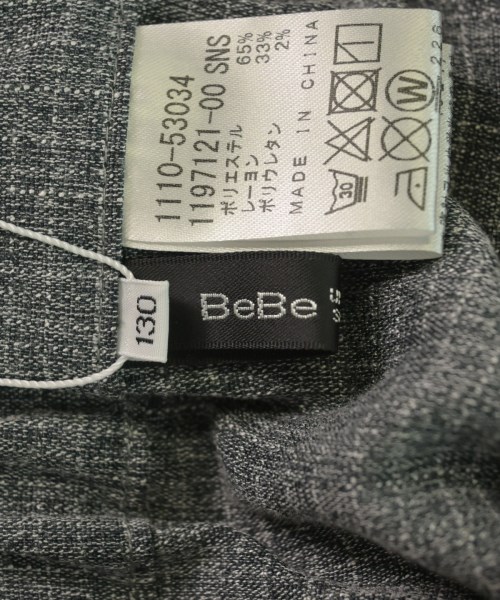 1110-53034
1197121-00 SNS
ポリエステル 65%
レーヨン 33%
ポリウレタン 2%
MADE IN CHINA
30
W
BeBe
130